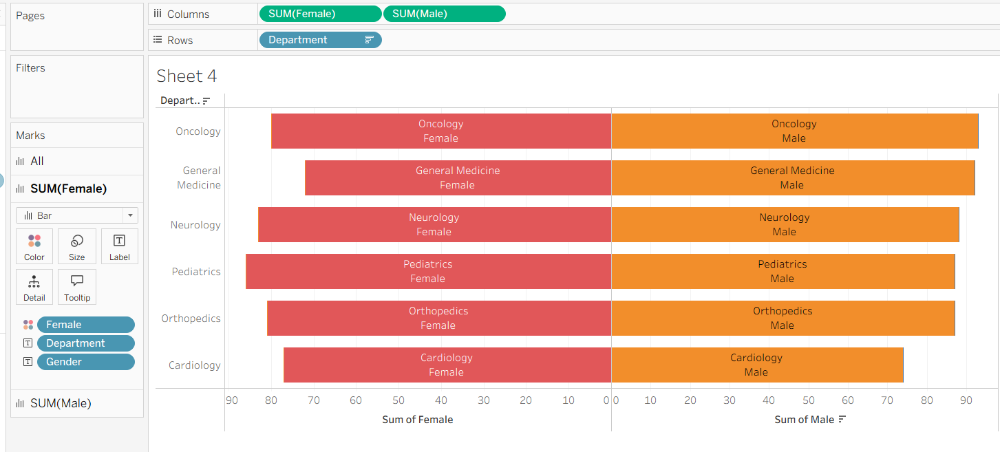 Pages
Columns
SUM(Female)
SUM(Male)
Rows
Department
Filters
Marks
All
SUM(Female)
Bar
Color
Size
T
Label
Detail
Tooltip
Female
T
Department
T
Gender
SUM(Male)
Sheet 4
Depart..
Oncology
Oncology
Female
Oncology
Male
General
Medicine
General Medicine
Female
General Medicine
Male
Neurology
Neurology
Female
Neurology
Male
Pediatrics
Pediatrics
Female
Pediatrics
Male
Orthopedics
Orthopedics
Female
Orthopedics
Male
Cardiology
Cardiology
Female
Cardiology
Male
90 80 70 60 50 40 30 20 10 0
0 10 20 30 40 50 60 70 80 90
Sum of Female
Sum of Male